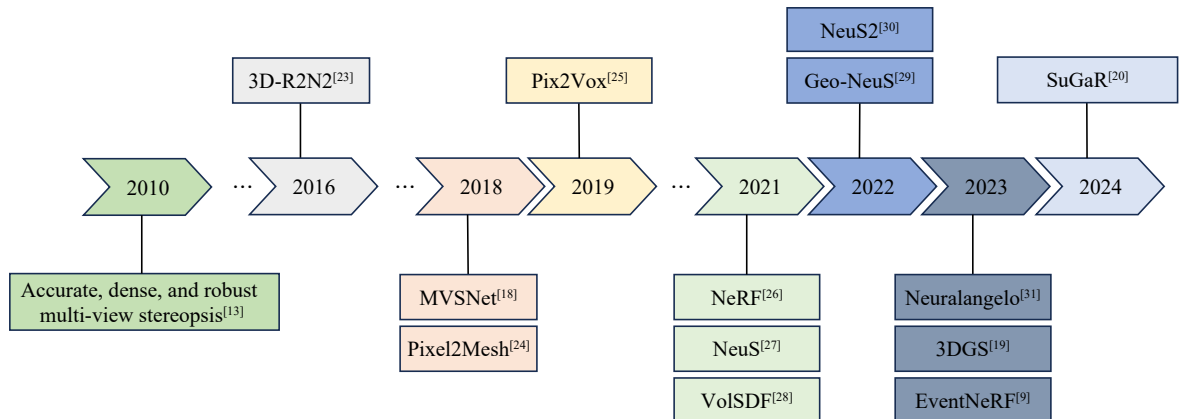 NeuS2[30]
3D-R2N2[23]
Pix2Vox[25]
Geo-NeuS[29]
SuGaR[20]
2010
...
2016
...
2018
2019
...
2021
2022
2023
2024
Accurate, dense, and robust
multi-view stereopsis[13]
MVSNet[18]
Pixel2Mesh[24]
NeRF[26]
NeuS[27]
VolSDF[28]
Neuralangelo[31]
3DGS[19]
EventNeRF[9]